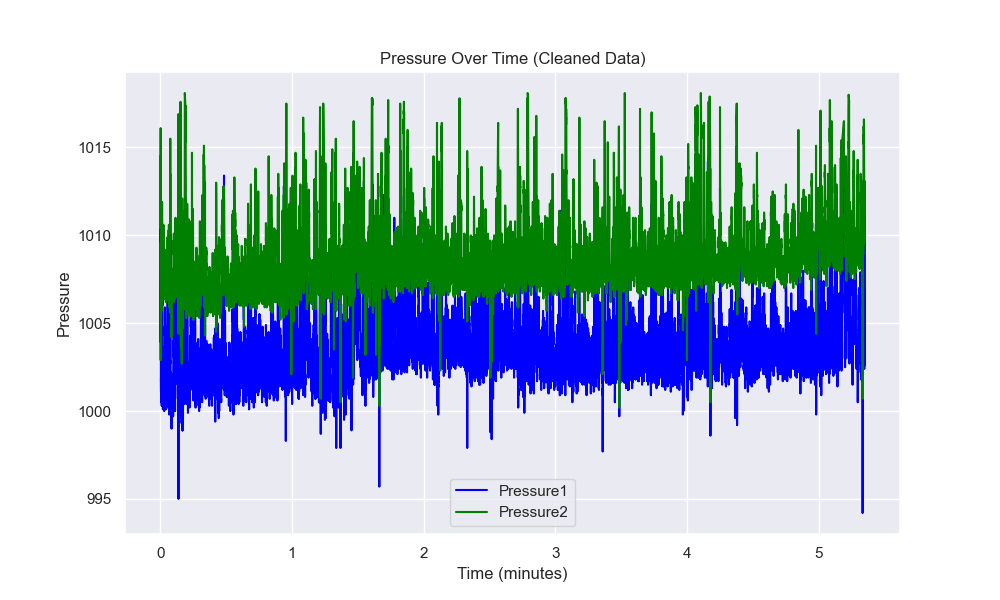 Pressure Over Time (Cleaned Data)
Pressure
1015
1010
1005
1000
995
0 1 2 3 4 5
Time (minutes)
Pressure1
Pressure2